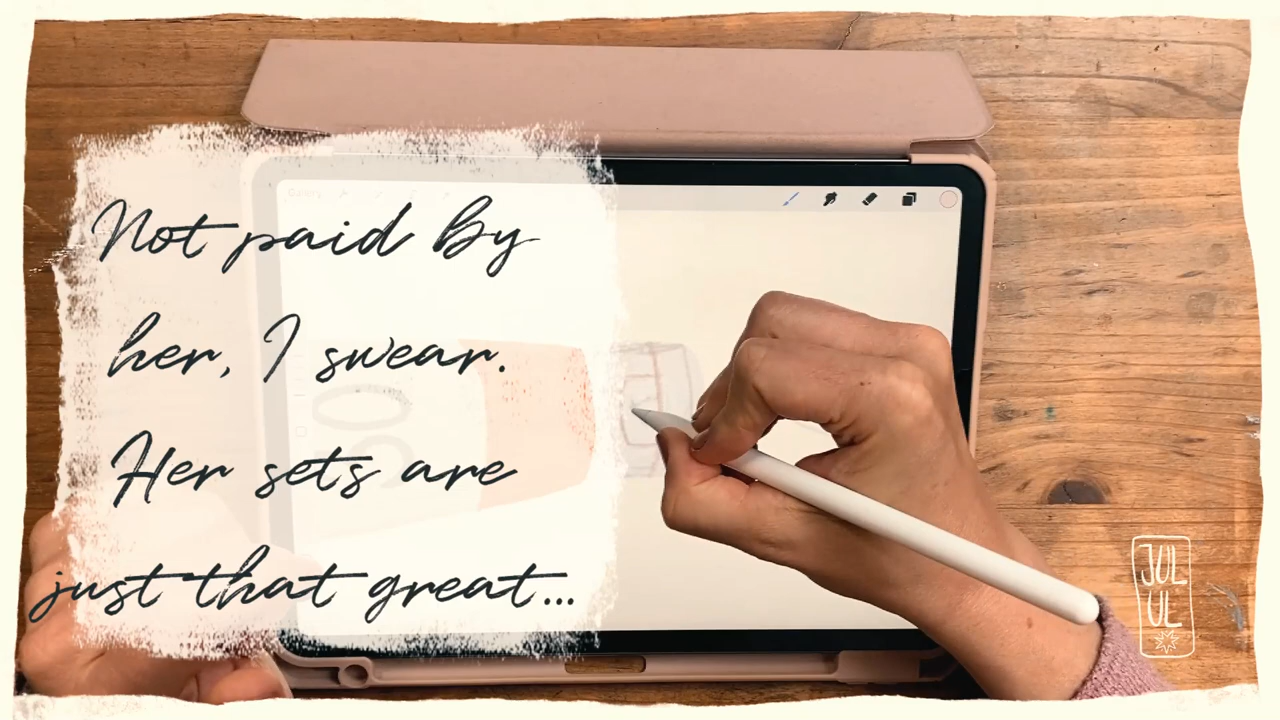 Not paid by
her, I swear.
Her sets are
just that great...
JUL
UL